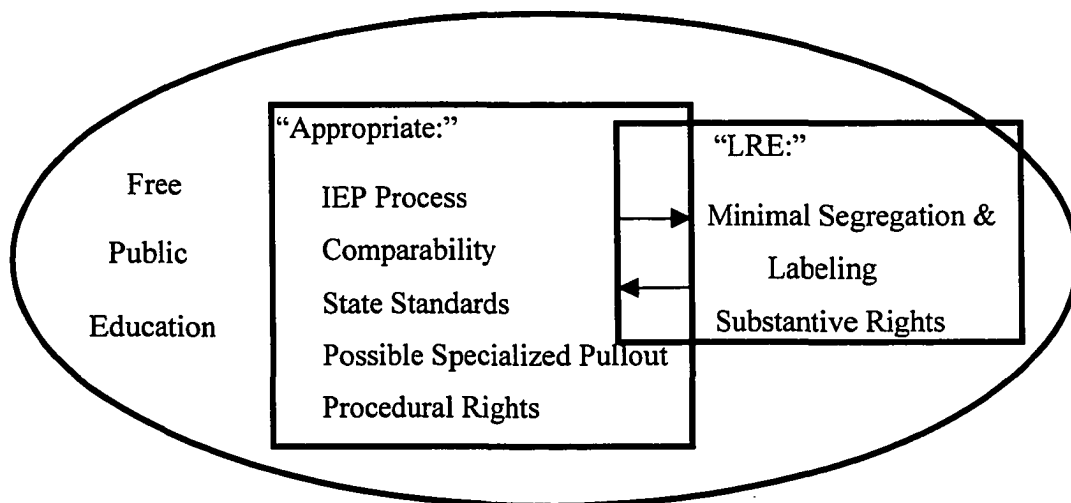 Free
Public
Education
“Appropriate:”
IEP Process
Comparability
State Standards
Possible Specialized Pullout
Procedural Rights
“LRE:”
Minimal Segregation &
Labeling
Substantive Rights